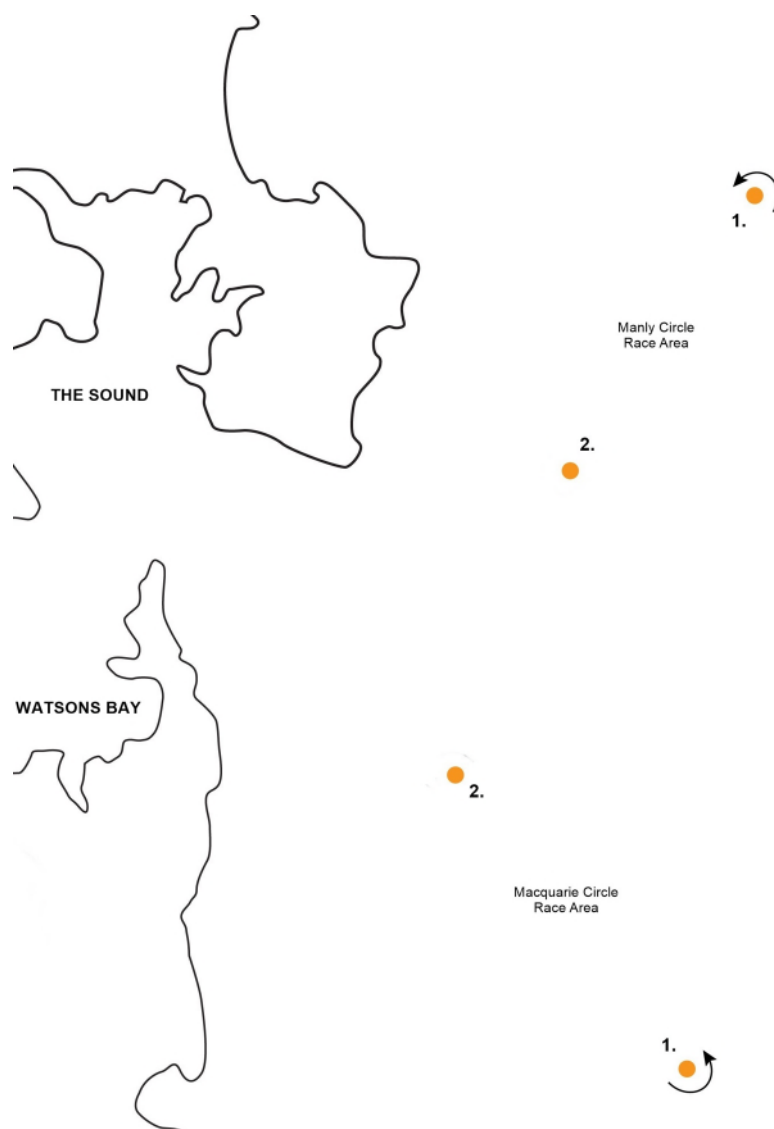 1.
Manly Circle
Race Area
THE SOUND
2.
WATSONS BAY
2.
Macquarie Circle
Race Area
1.